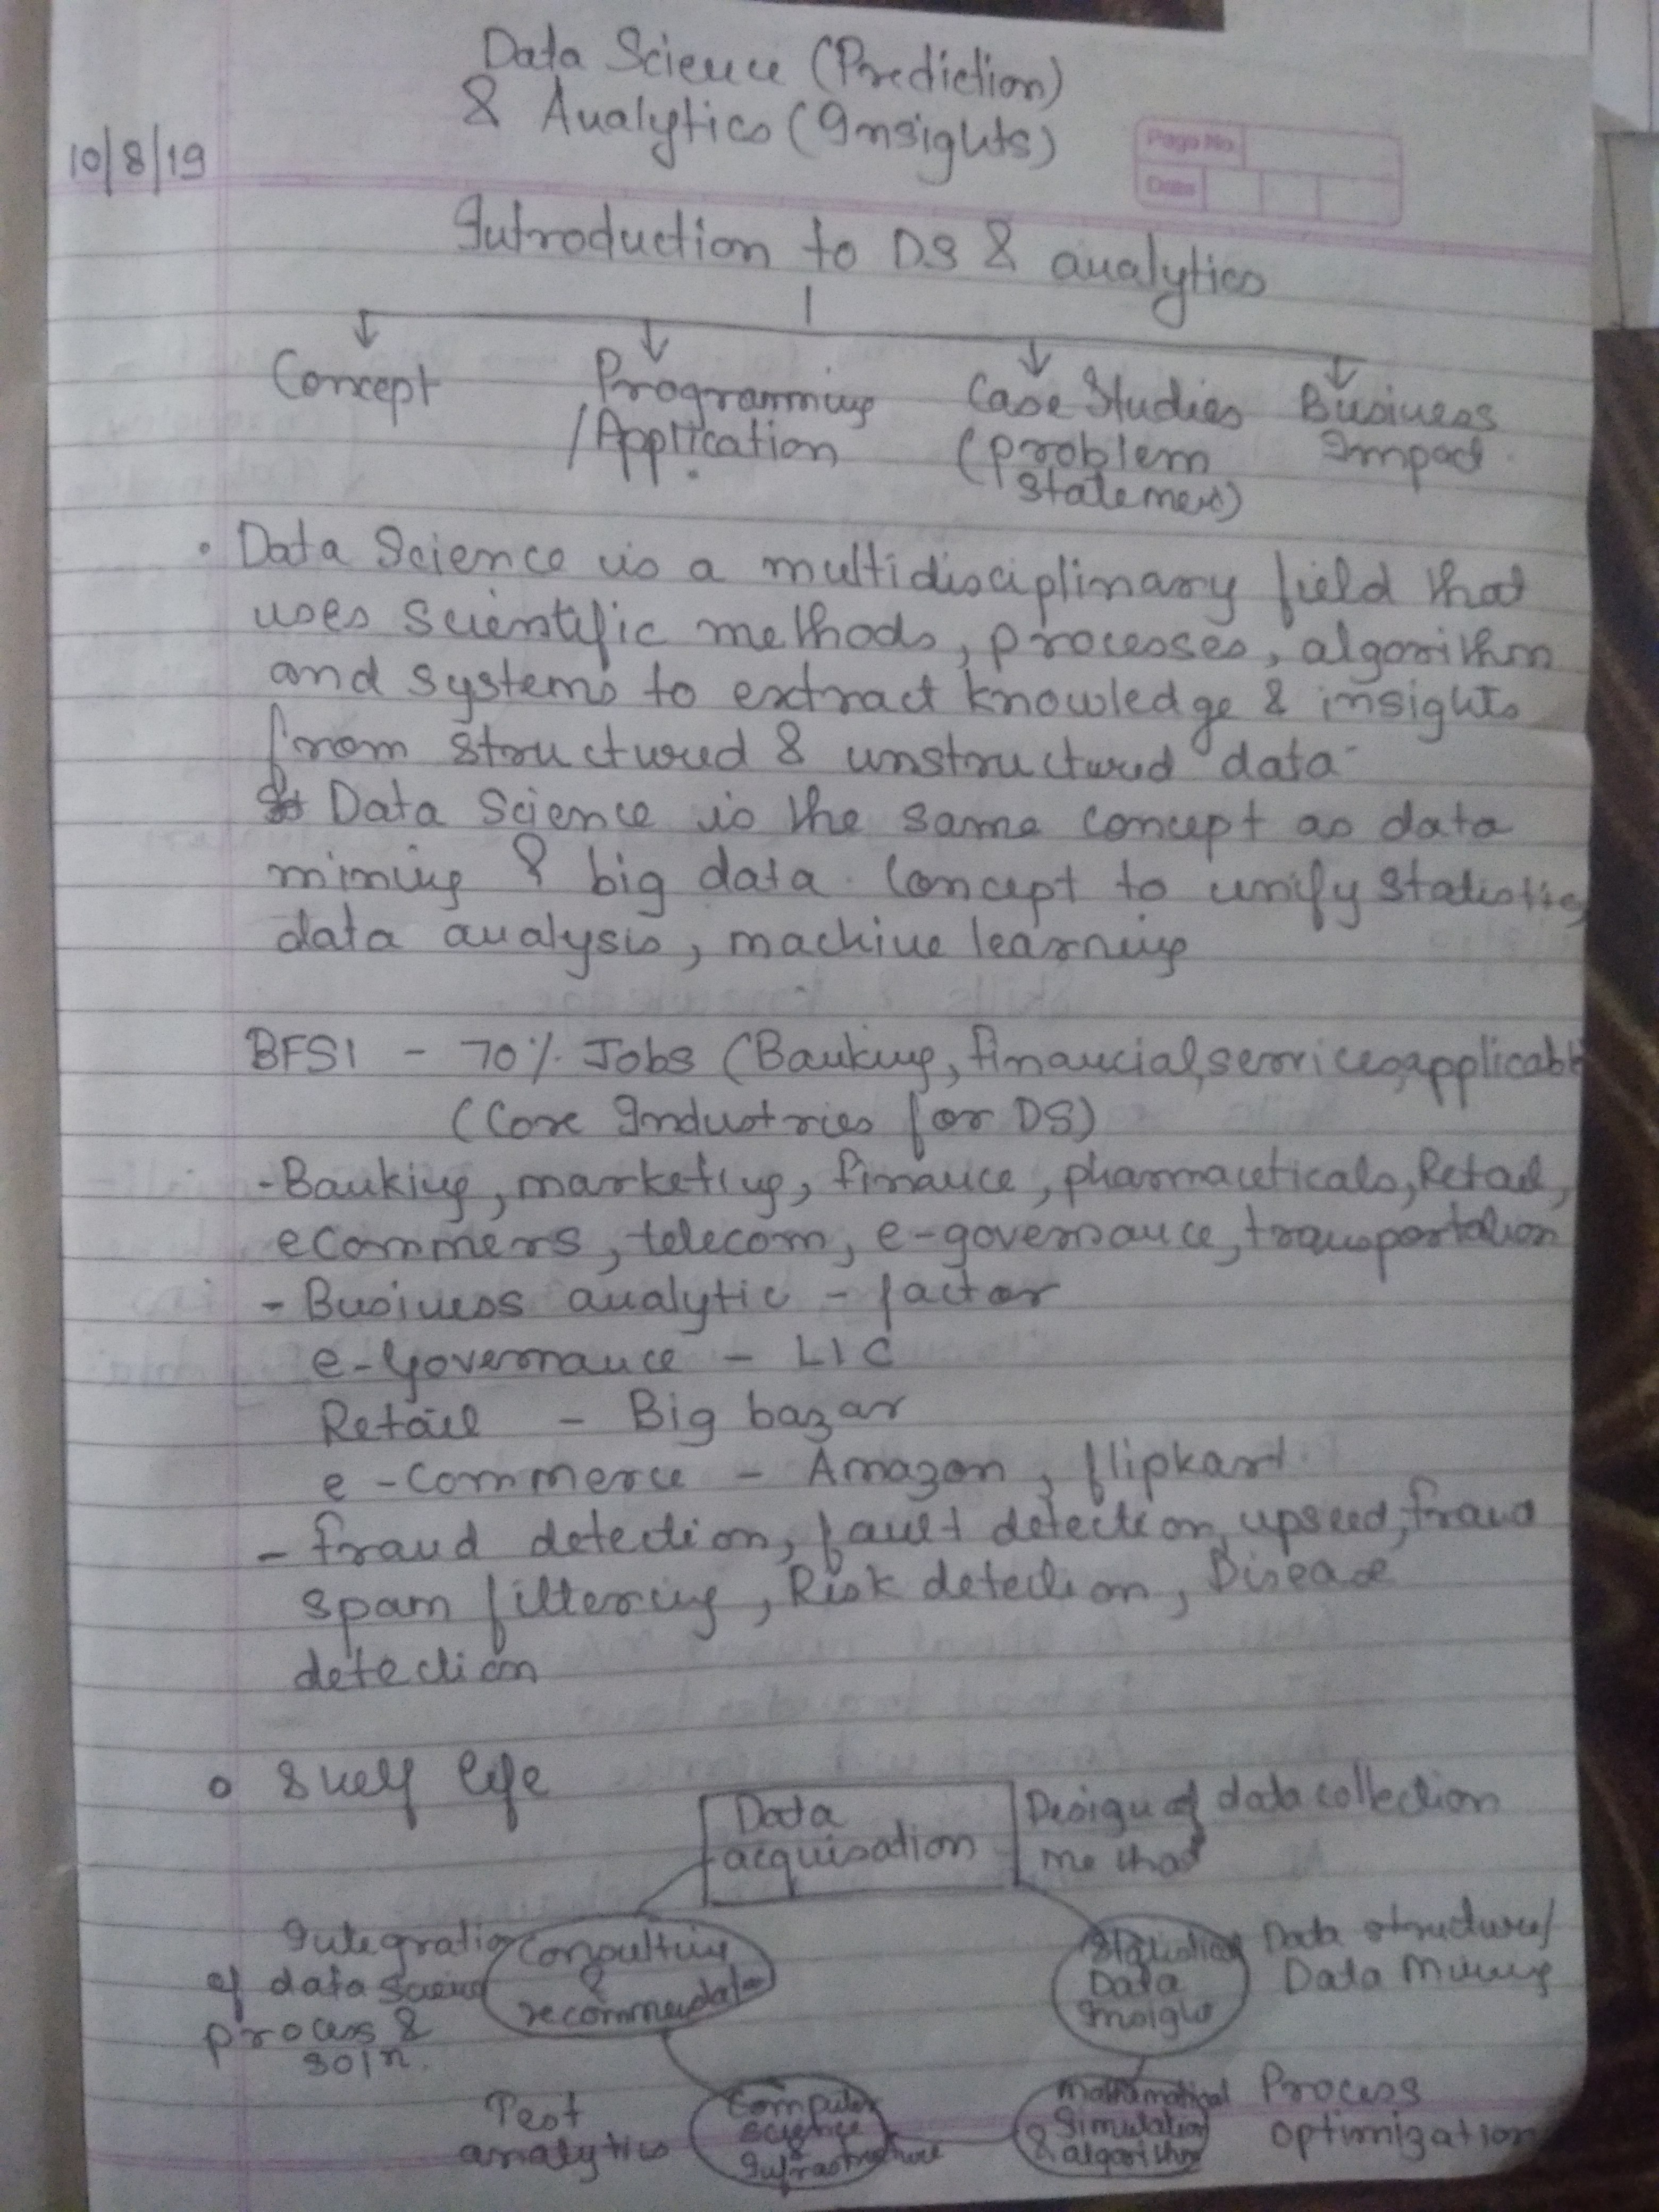 Data Science (Prediction)
& Analytics (Insights)
10/8/19
Page No.
Date
Introduction to DS & analytics
Concept
Programming
/Application
Case Studies
(problem
statement)
Business
Impact
• Data Science is a multidisciplinary field that
uses scientific methods, processes, algorithm
and systems to extract knowledge & insights
from structured & unstructured data.
Data Science is the same concept as data
mining & big data. Concept to unify statistics
data analysis, machine learning
BFSI - 70% Jobs (Banking, financial, services, applicabl
(Core Industries for DS)
- Banking, marketing, finance, pharmaceuticals, Retail,
eCommers, telecom, e-governance, transportation
- Business analytic - factor
e-Governance - LIC
Retail - Big bazar
e-commerce - Amazon, flipkart.
- fraud detection, fault detection, upseed, fraud
spam filtering, Risk detection, Disease
detection
o Shelf life
Data
acquisation
Design of data collection
method
Integratio
of data science
process &
soln.
Consulting
&
recommendatio
Statistical
Data
Insights
Data structure/
Data Mining
Test
analytics
Computer
science
&
Infrastructure
Mathematical
Simulation
& algorithm
Process
optimization